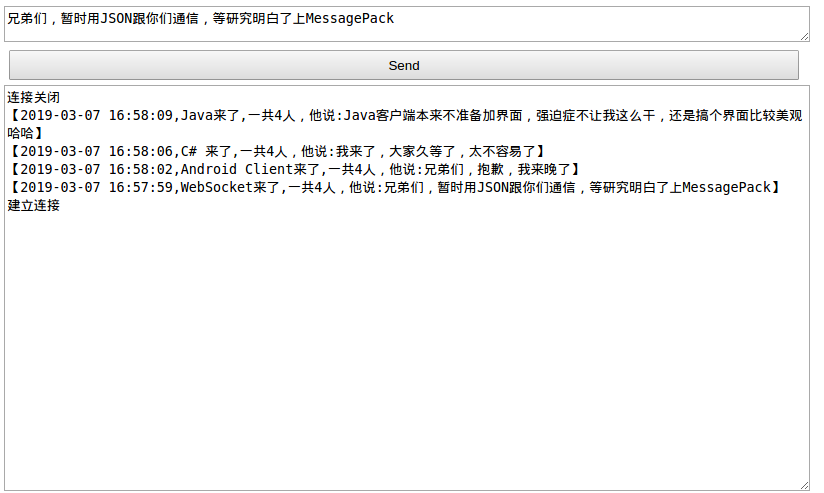 兄弟们，暂时用JSON跟你们通信，等研究明白了上MessagePack
Send
连接关闭
【2019-03-07 16:58:09,Java来了,一共4人，他说:Java客户端本来不准备加界面，强迫症不让我这么干，还是搞个界面比较美观
哈哈】
【2019-03-07 16:58:06,C# 来了,一共4人，他说:我来了，大家久等了，太不容易了】
【2019-03-07 16:58:02,Android Client来了,一共4人，他说:兄弟们，抱歉，我来晚了】
【2019-03-07 16:57:59,WebSocket来了,一共4人，他说:兄弟们，暂时用JSON跟你们通信，等研究明白了上MessagePack】
建立连接